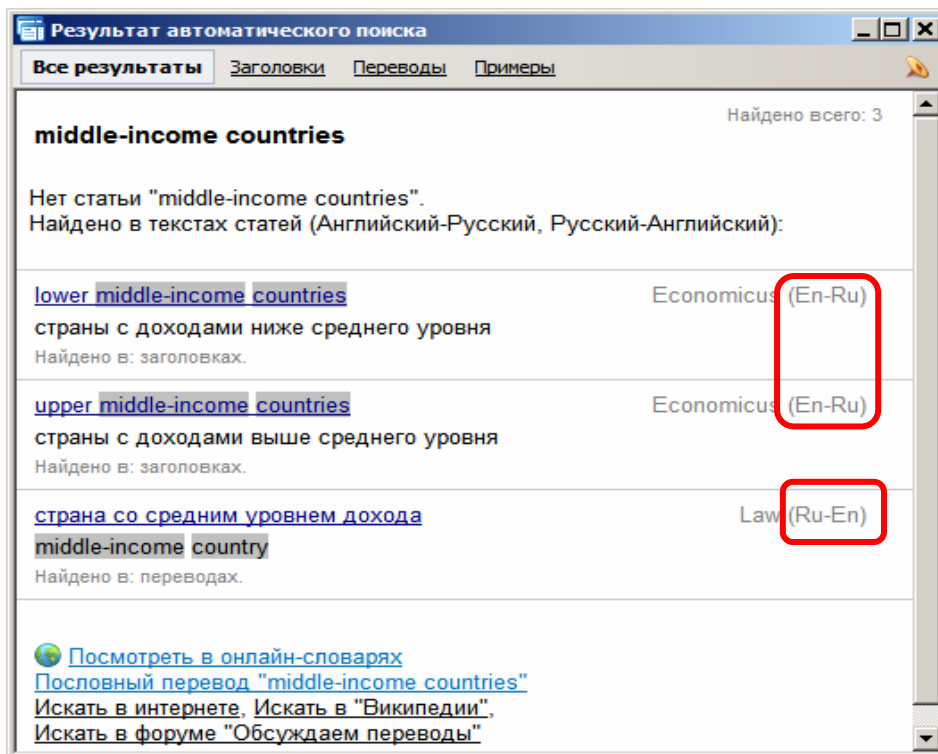 Результат автоматического поиска
Все результаты Заголовки Переводы Примеры
Найдено всего: 3
middle-income countries
Нет статьи "middle-income countries".
Найдено в текстах статей (Английский-Русский, Русский-Английский):
lower middle-income countries Economicus (En-Ru)
страны с доходами ниже среднего уровня
Найдено в: заголовках.
upper middle-income countries Economicus (En-Ru)
страны с доходами выше среднего уровня
Найдено в: заголовках.
страна со средним уровнем дохода Law (Ru-En)
middle-income country
Найдено в: переводах.
Посмотреть в онлайн-словарях
Пословный перевод "middle-income countries"
Искать в интернете, Искать в "Википедии",
Искать в форуме "Обсуждаем переводы"